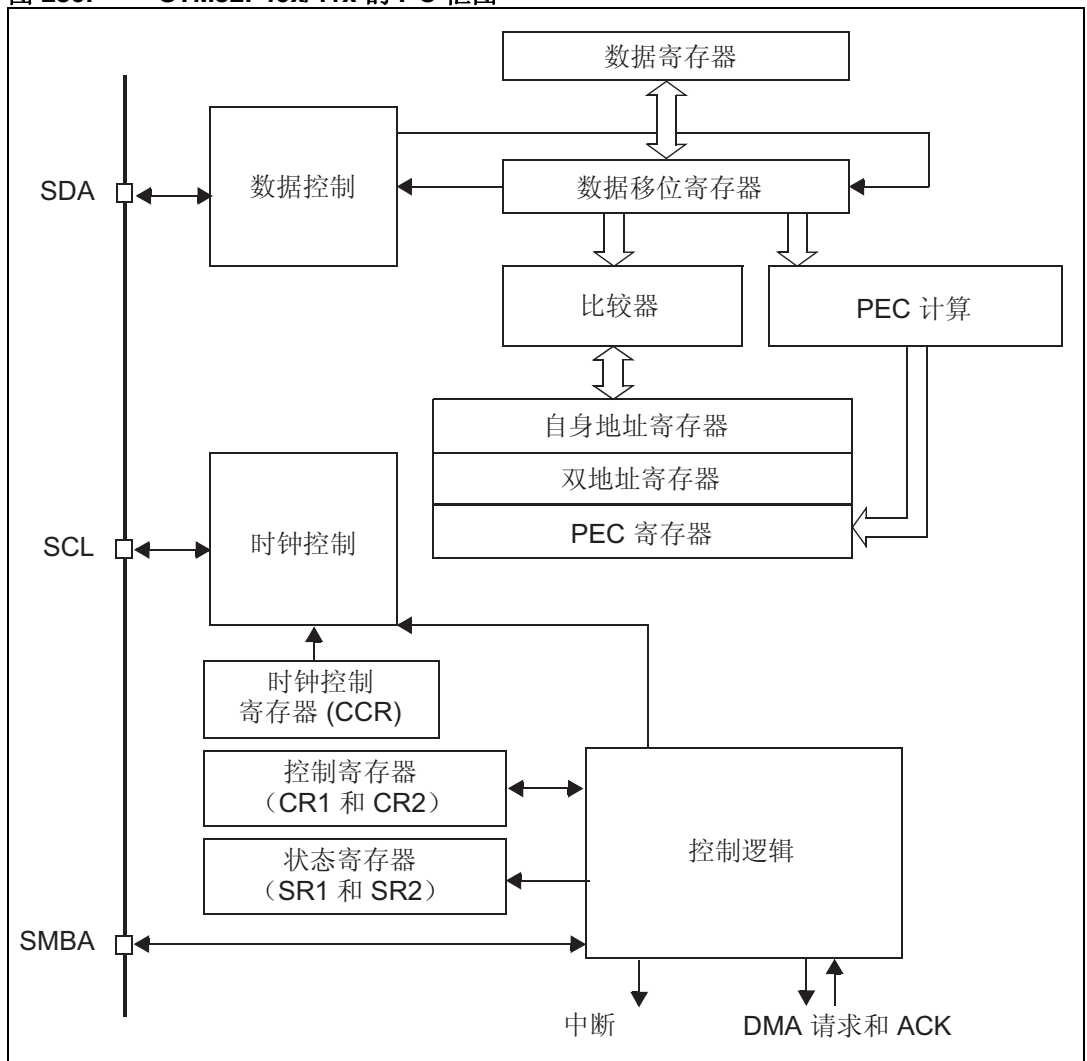 数据寄存器
SDA
数据控制
数据移位寄存器
比较器
PEC 计算
自身地址寄存器
双地址寄存器
PEC 寄存器
SCL
时钟控制
时钟控制
寄存器 (CCR)
控制寄存器
（CR1 和 CR2）
状态寄存器
（SR1 和 SR2）
控制逻辑
SMBA
中断
DMA 请求和 ACK